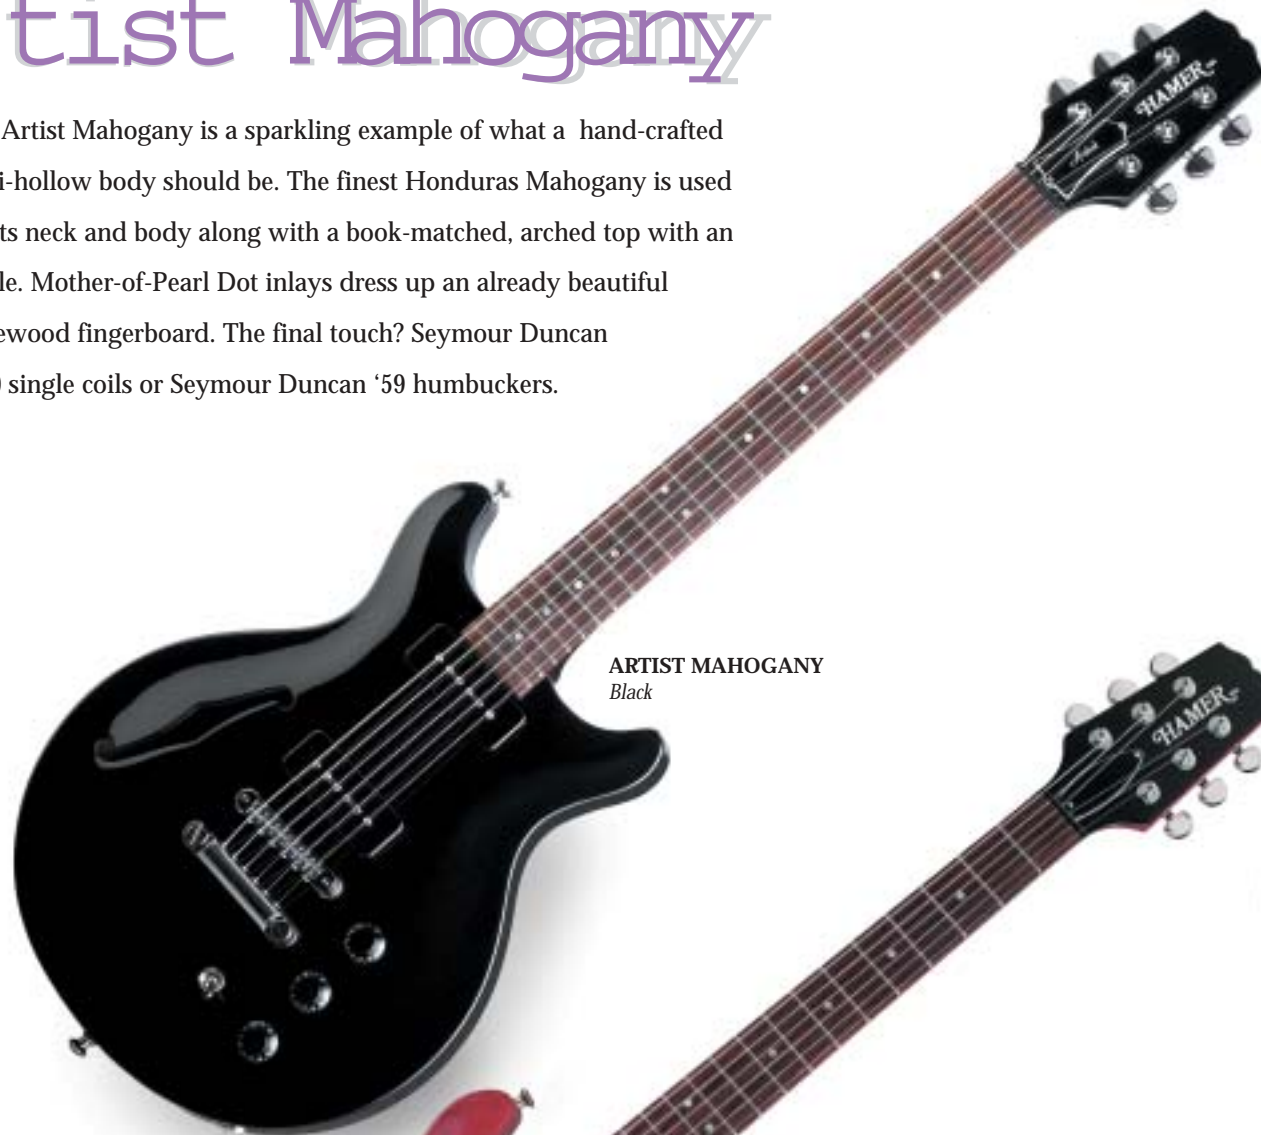 tist Mahogany
Artist Mahogany is a sparkling example of what a hand-crafted
i-hollow body should be. The finest Honduras Mahogany is used
ts neck and body along with a book-matched, arched top with an
le. Mother-of-Pearl Dot inlays dress up an already beautiful
ewood fingerboard. The final touch? Seymour Duncan
) single coils or Seymour Duncan ‘59 humbuckers.
HAMER
Artist
ARTIST MAHOGANY
Black
HAMER